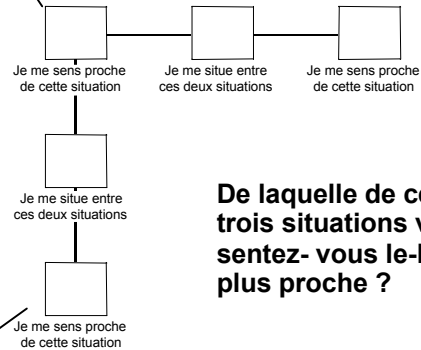 Je me sens proche
de cette situation
Je me situe entre
ces deux situations
Je me sens proche
de cette situation
Je me situe entre
ces deux situations
De laquelle de
trois situations
sentez- vous
plus proche ?
Je me sens proche
de cette situation